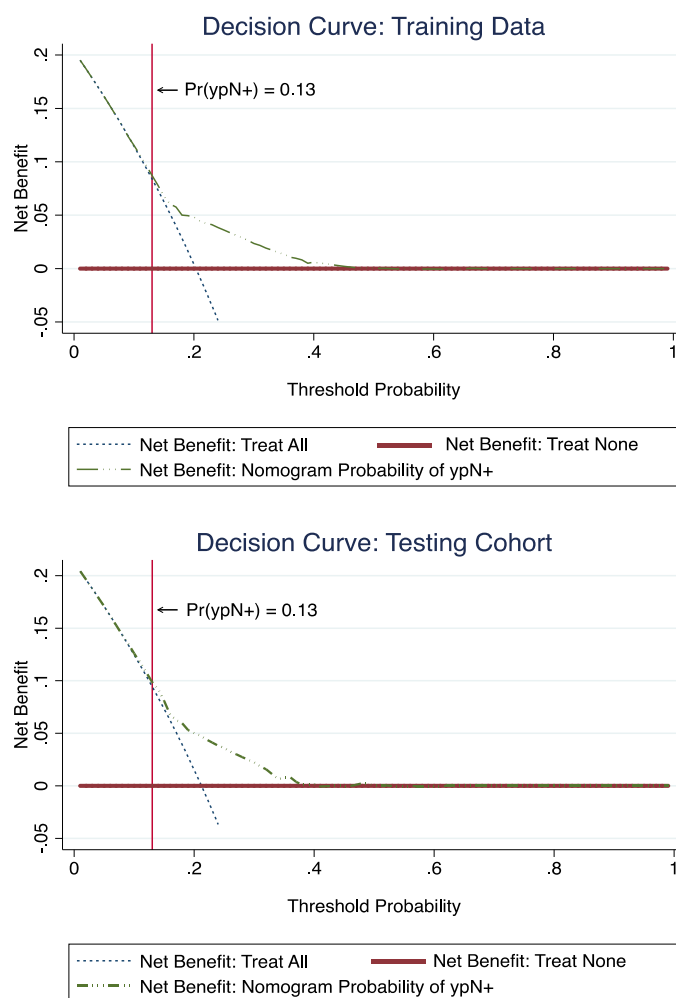 Decision Curve: Training Data
Net Benefit
.2
.15
.1
.05
0
-.05
Pr(ypN+) = 0.13
0 .2 .4 .6 .8 1
Threshold Probability
Net Benefit: Treat All
Net Benefit: Treat None
Net Benefit: Nomogram Probability of ypN+
Decision Curve: Testing Cohort
Net Benefit
.2
.15
.1
.05
0
-.05
Pr(ypN+) = 0.13
0 .2 .4 .6 .8 1
Threshold Probability
Net Benefit: Treat All
Net Benefit: Treat None
Net Benefit: Nomogram Probability of ypN+